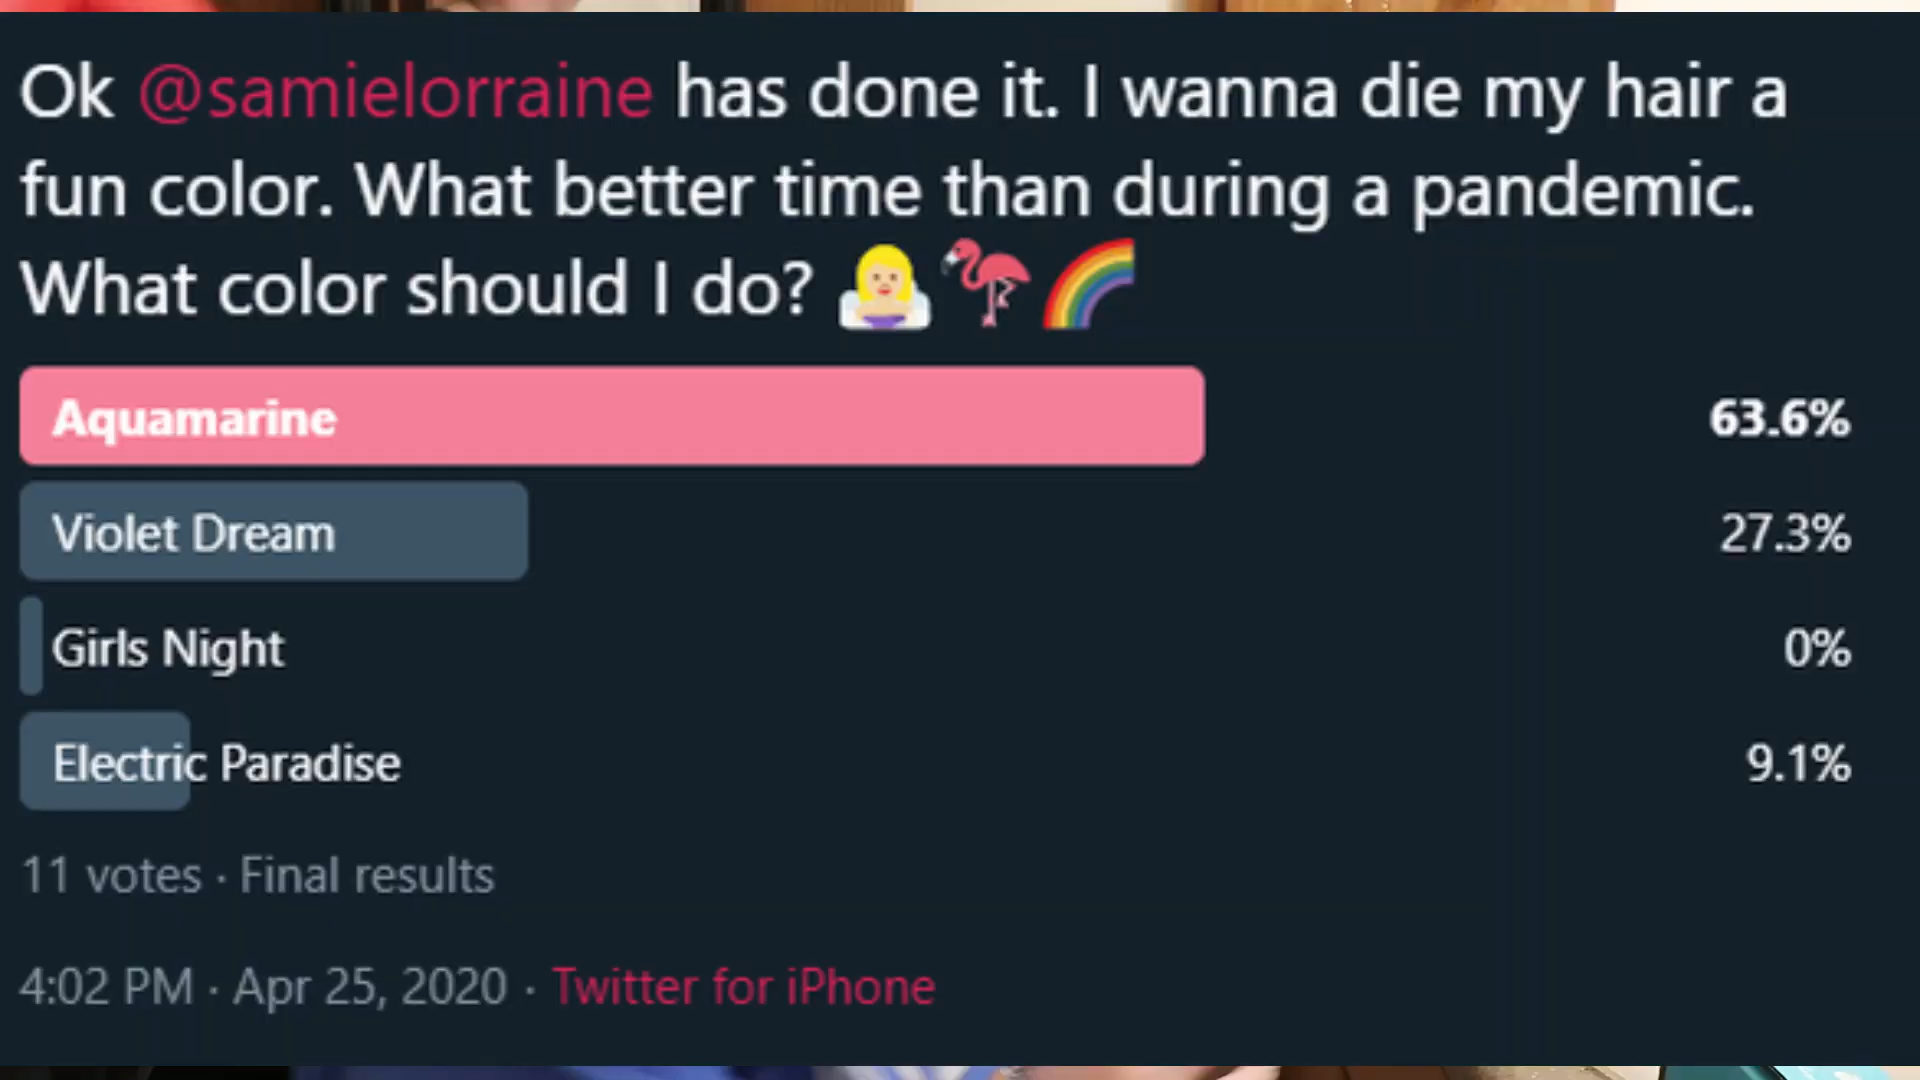 Ok @samielorraine has done it. I wanna die my hair a
fun color. What better time than during a pandemic.
What color should I do? 👸🏼🦩🌈
Aquamarine 63.6%
Violet Dream 27.3%
Girls Night 0%
Electric Paradise 9.1%
11 votes · Final results
4:02 PM · Apr 25, 2020 · Twitter for iPhone